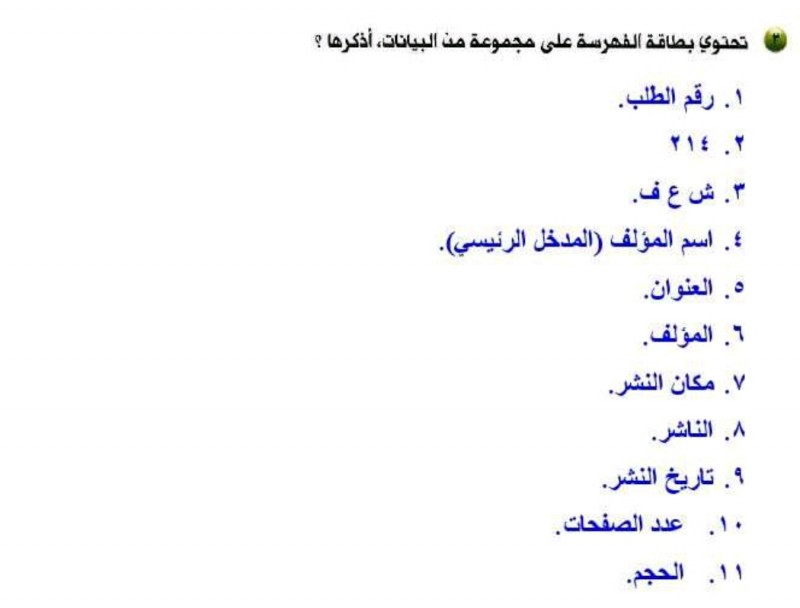 ٢ تحتوي بطاقة الفهرسة على مجموعة من البيانات، أذكرها ؟
١. رقم الطلب.
٢. ٢١٤
٣. ش ع ف.
٤. اسم المؤلف (المدخل الرئيسي).
٥. العنوان.
٦. المؤلف.
٧. مكان النشر.
٨. الناشر.
٩. تاريخ النشر.
١٠. عدد الصفحات.
١١. الحجم.